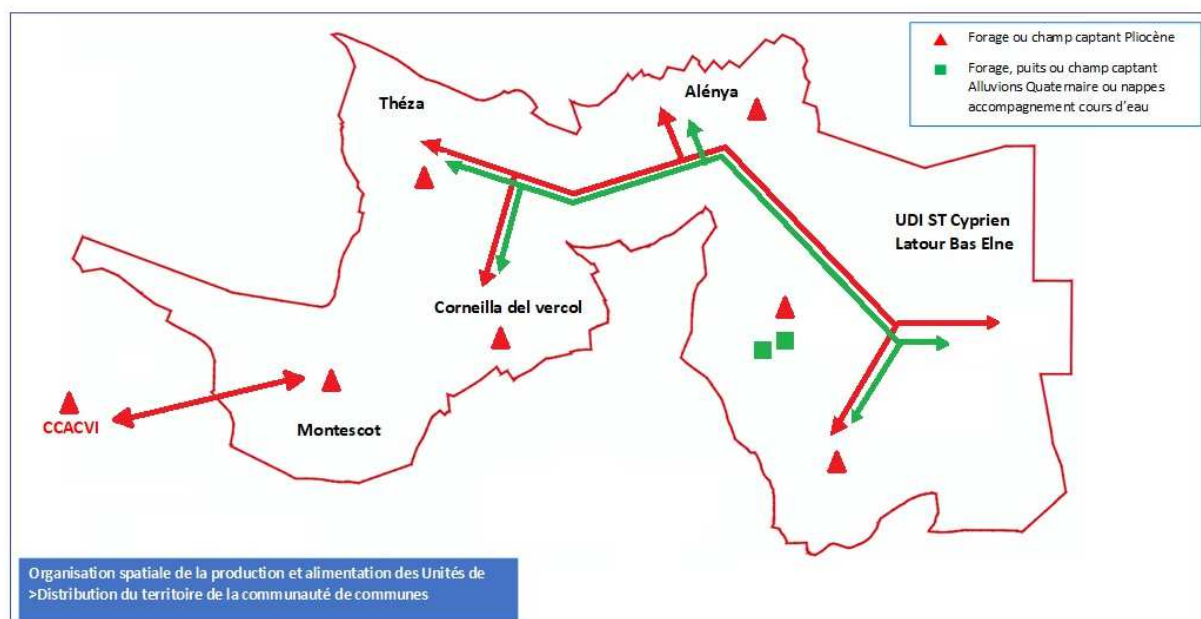 Forage ou champ captant Pliocène
Forage, puits ou champ captant
Alluvions Quaternaire ou nappes
accompagnement cours d'eau
Théza
Alénya
UDI ST Cyprien
Latour Bas Elne
Corneilla del vercol
CCACVI
Montescot
Organisation spatiale de la production et alimentation des Unités de
>Distribution du territoire de la communauté de communes